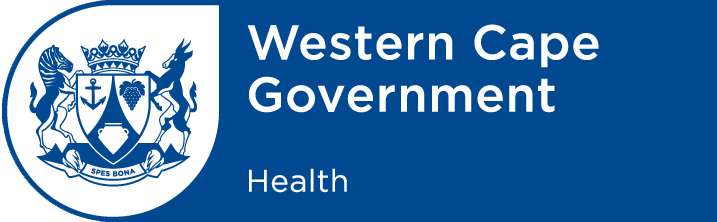 Western Cape
Government
Health
SPES BONA